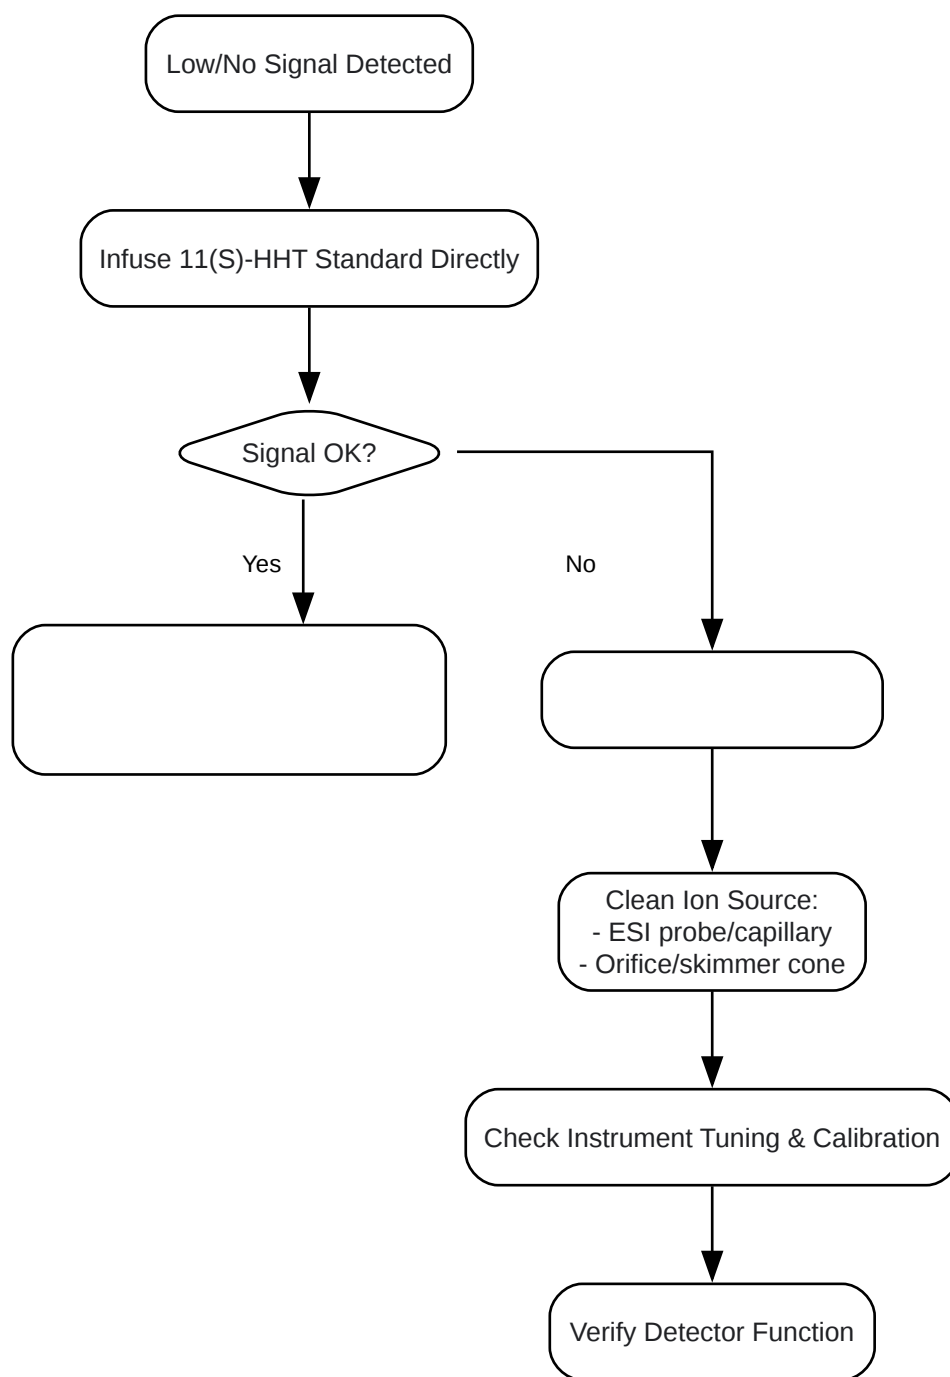 Low/No Signal Detected
Infuse 11(S)-HHT Standard Directly
Signal OK?
Yes
No
Clean Ion Source:
- ESI probe/capillary
- Orifice/skimmer cone
Check Instrument Tuning & Calibration
Verify Detector Function